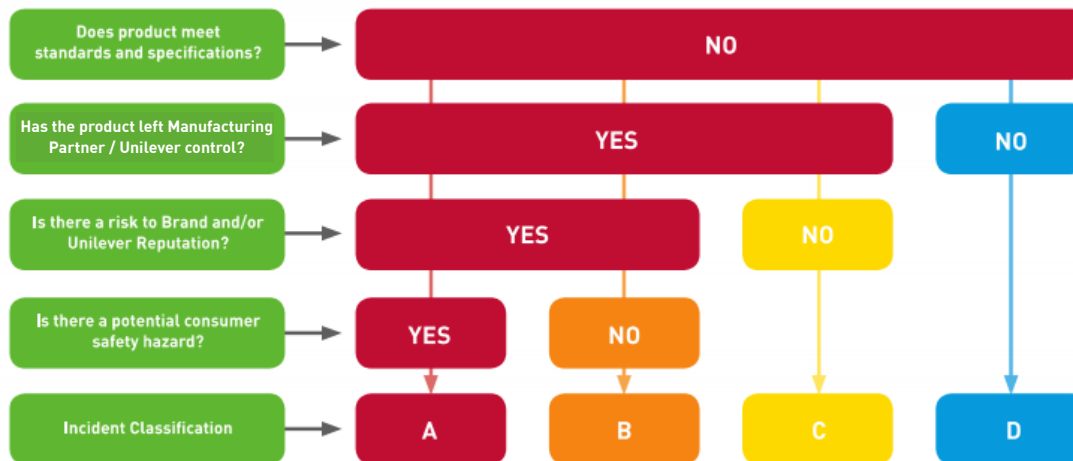 Does product meet
standards and specifications?
NO
Has the product left Manufacturing
Partner / Unilever control?
YES
NO
Is there a risk to Brand and/or
Unilever Reputation?
YES
NO
Is there a potential consumer
safety hazard?
YES
NO
Incident Classification
A
B
C
D